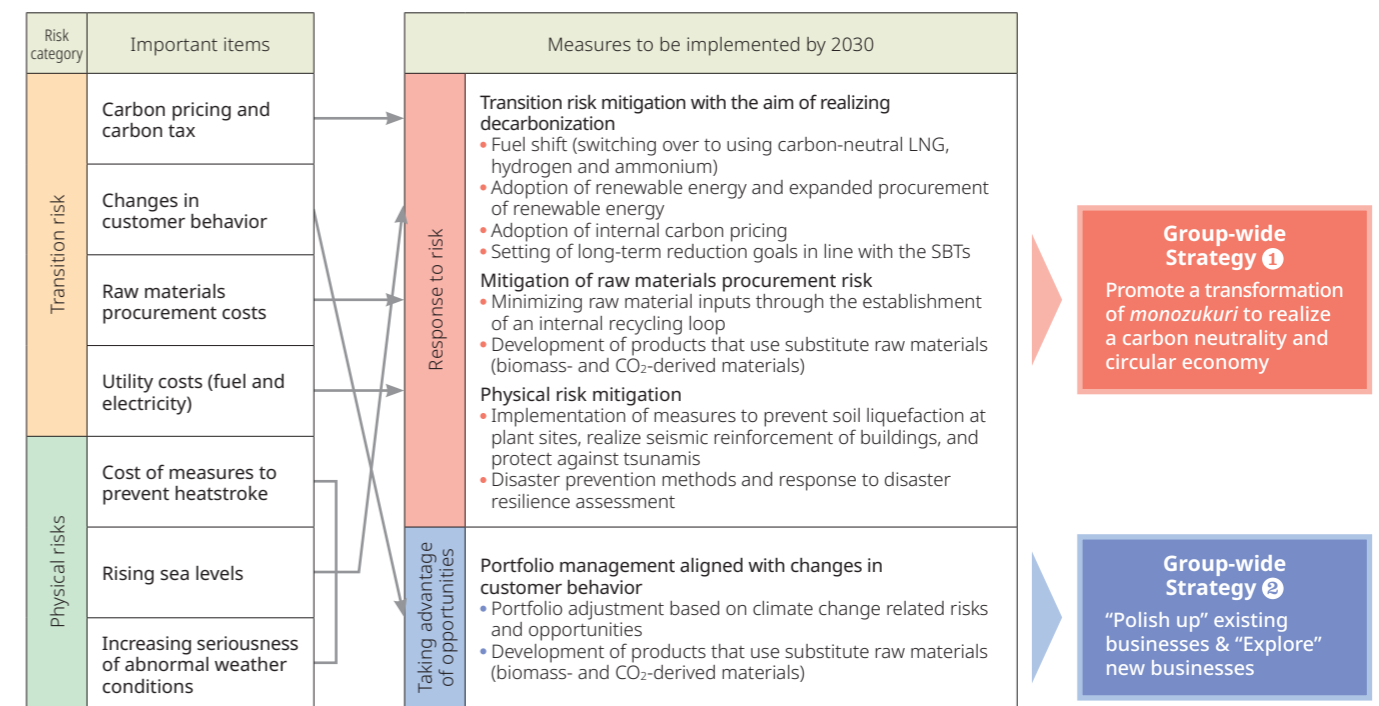 Risk
category
Important items
Measures to be implemented by 2030
Transition risk
Carbon pricing and
carbon tax
Changes in
customer behavior
Raw materials
procurement costs
Utility costs (fuel and
electricity)
Physical risks
Cost of measures to
prevent heatstroke
Rising sea levels
Increasing seriousness
of abnormal weather
conditions
Response to risk
Transition risk mitigation with the aim of realizing
decarbonization
• Fuel shift (switching over to using carbon-neutral LNG,
hydrogen and ammonium)
• Adoption of renewable energy and expanded procurement
of renewable energy
• Adoption of internal carbon pricing
• Setting of long-term reduction goals in line with the SBTs
Mitigation of raw materials procurement risk
• Minimizing raw material inputs through the establishment
of an internal recycling loop
• Development of products that use substitute raw materials
(biomass- and CO₂-derived materials)
Physical risk mitigation
• Implementation of measures to prevent soil liquefaction at
plant sites, realize seismic reinforcement of buildings, and
protect against tsunamis
• Disaster prevention methods and response to disaster
resilience assessment
Taking advantage
of opportunities
Portfolio management aligned with changes in
customer behavior
• Portfolio adjustment based on climate change related risks
and opportunities
• Development of products that use substitute raw materials
(biomass- and CO₂-derived materials)
Group-wide
Strategy ❶
Promote a transformation
of monozukuri to realize
a carbon neutrality and
circular economy
Group-wide
Strategy ❷
“Polish up” existing
businesses & “Explore”
new businesses